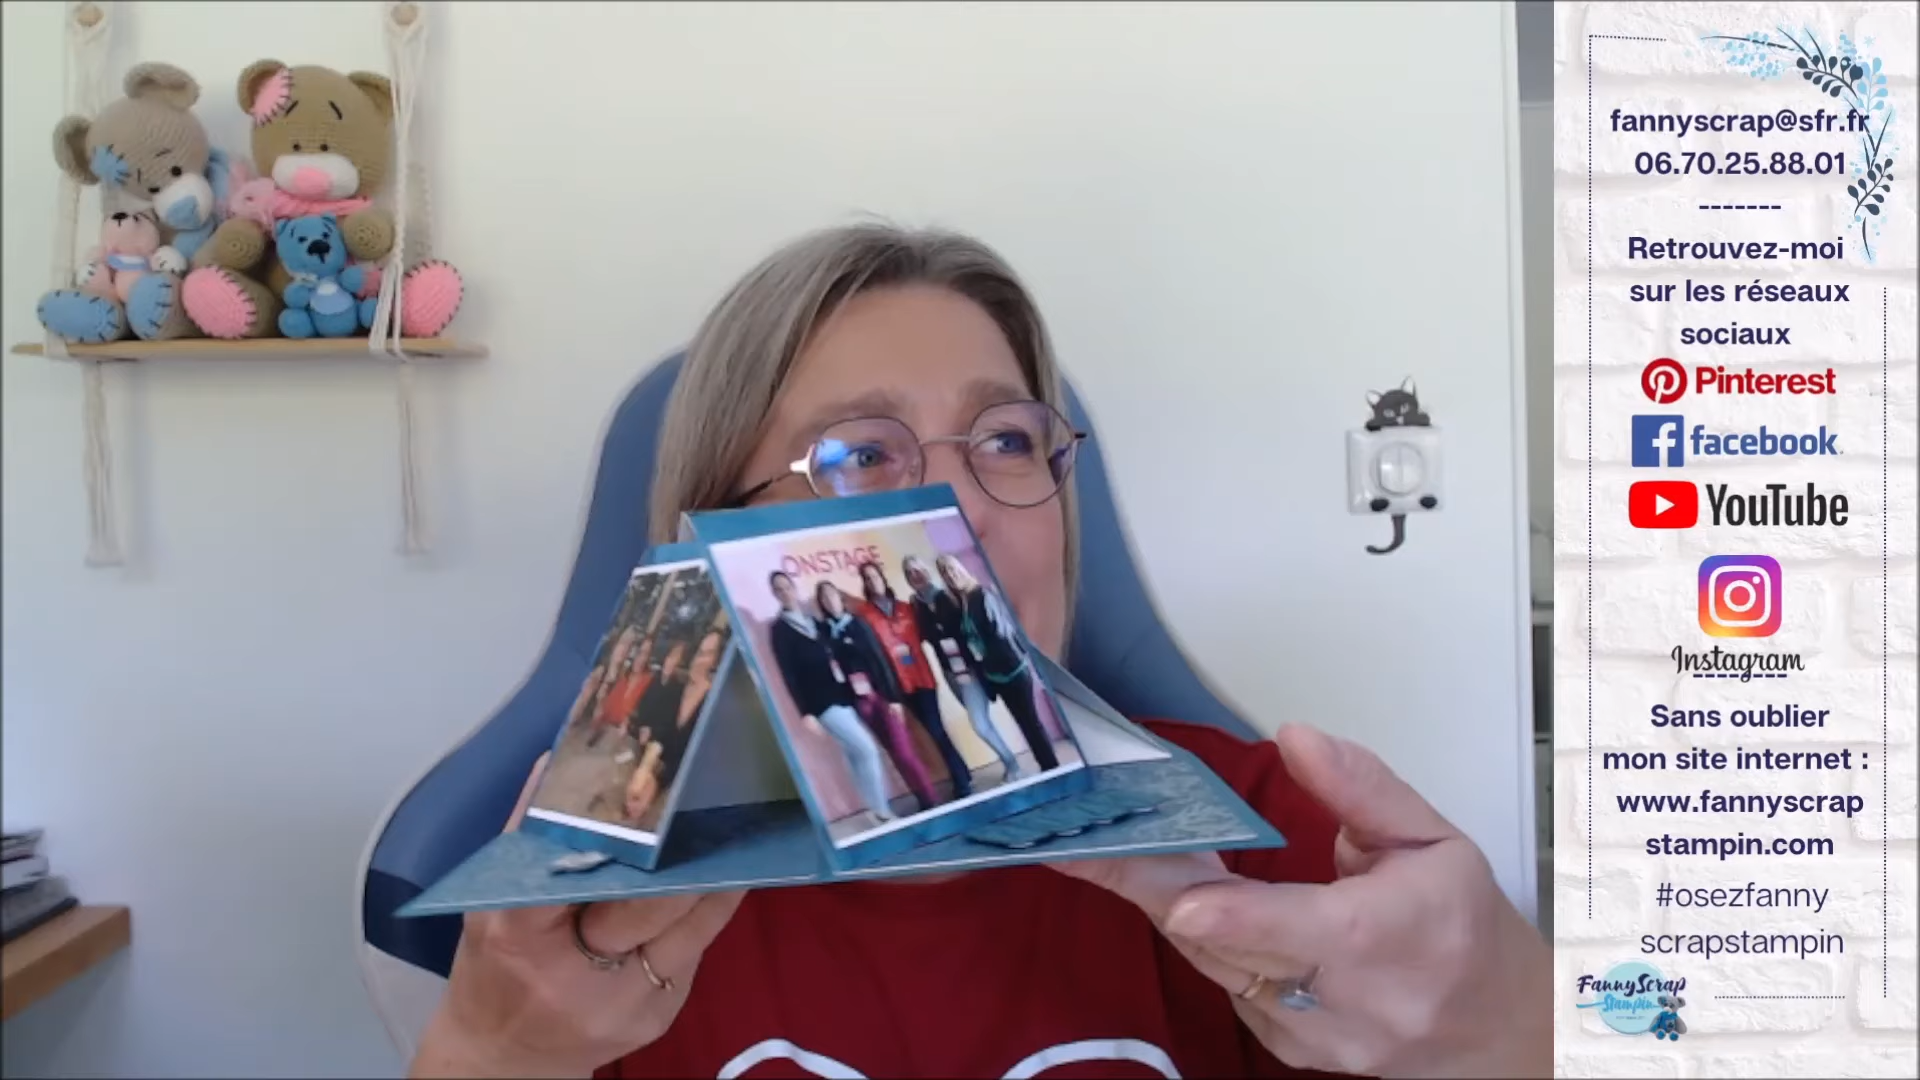 ONSTAGE
fannyscrap@sfr.fr
06.70.25.88.01
-------
Retrouvez-moi
sur les réseaux
sociaux
Pinterest
facebook
YouTube
Instagram
-------
Sans oublier
mon site internet :
www.fannyscrap
stampin.com
#osezfanny
scrapstampin
FannyScrap
Stampin